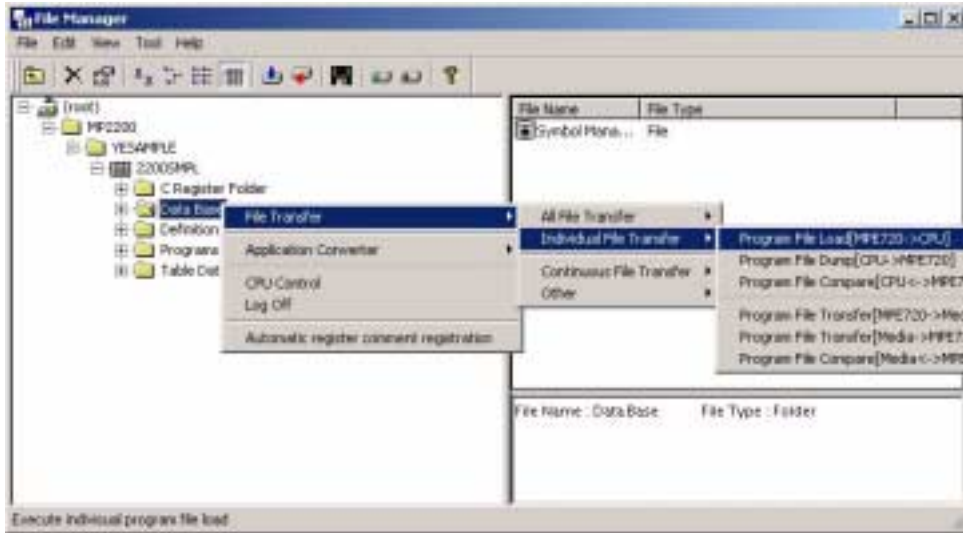 File Manager
File Edit View Tool Help
(root)
MP2200
YESAMPLE
2200SMPL
C Register Folder
Data Base
Definition
Programs
Table Dat
File Name File Type
Symbol Mana... File
File Transfer
Application Converter
CPU Control
Log Off
Automatic register comment registration
All File Transfer
Individual File Transfer
Continuous File Transfer
Other
Program File Load[MPE720->CPU]
Program File Dump[CPU->MPE720]
Program File Compare[CPU<->MPE7
Program File Transfer[MPE720->Med
Program File Transfer[Media->MPE7
Program File Compare[Media<->MPE
File Name : Data Base File Type : Folder
Execute indivisual program file load